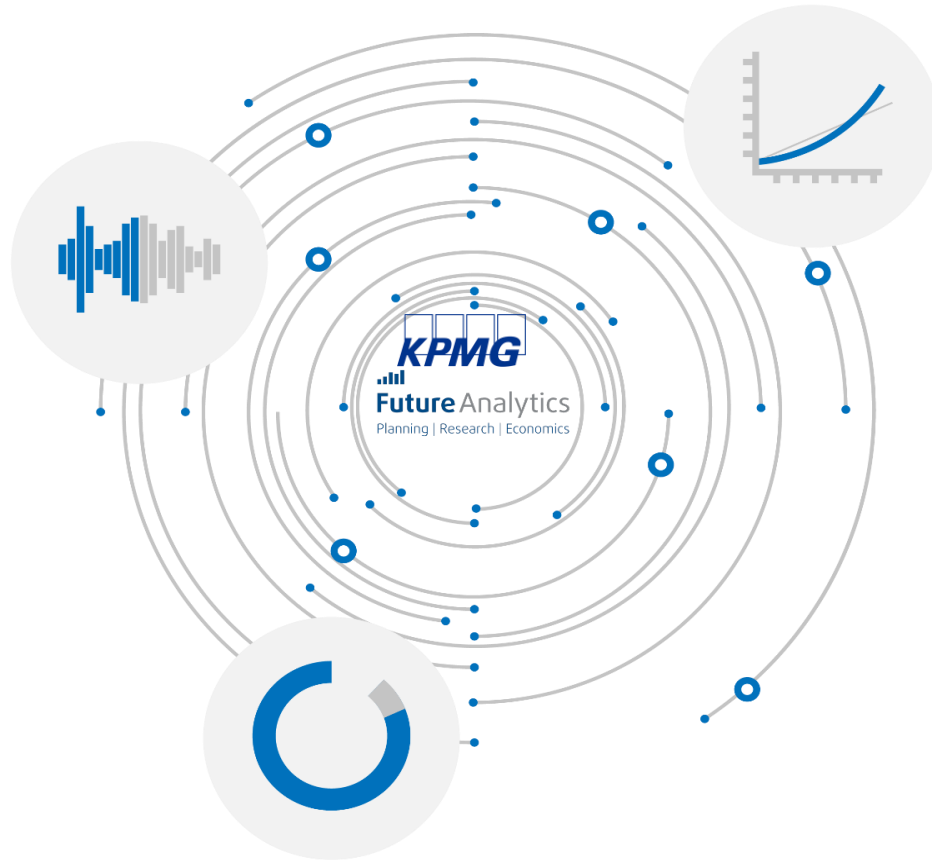 KPMG
Future Analytics
Planning | Research | Economics